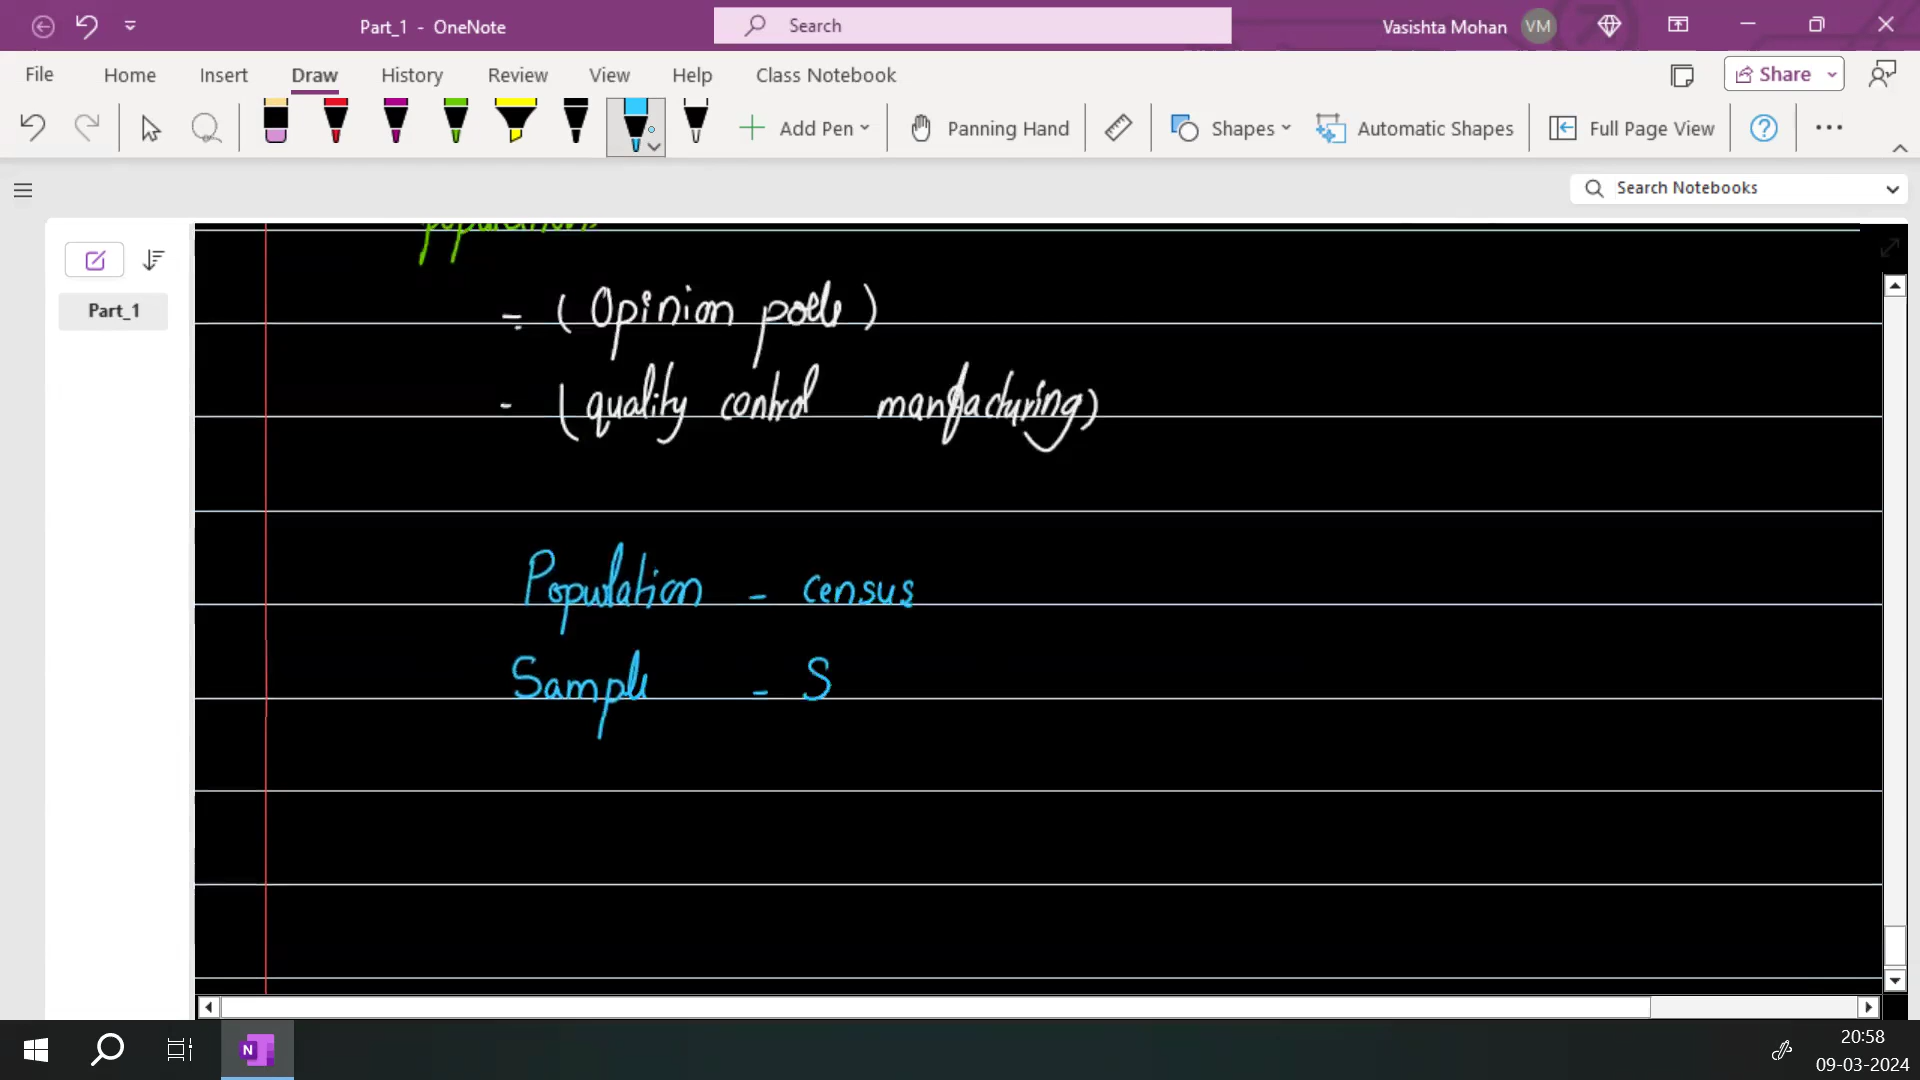 Part_1 - OneNote
Search
Vasishta Mohan VM
File Home Insert Draw History Review View Help Class Notebook
Share
Add Pen Panning Hand Shapes Automatic Shapes Full Page View
Search Notebooks
Part_1
= (Opinion polls)
- (quality control manfacturing)
Population - census
Sample - S
N
20:58
09-03-2024